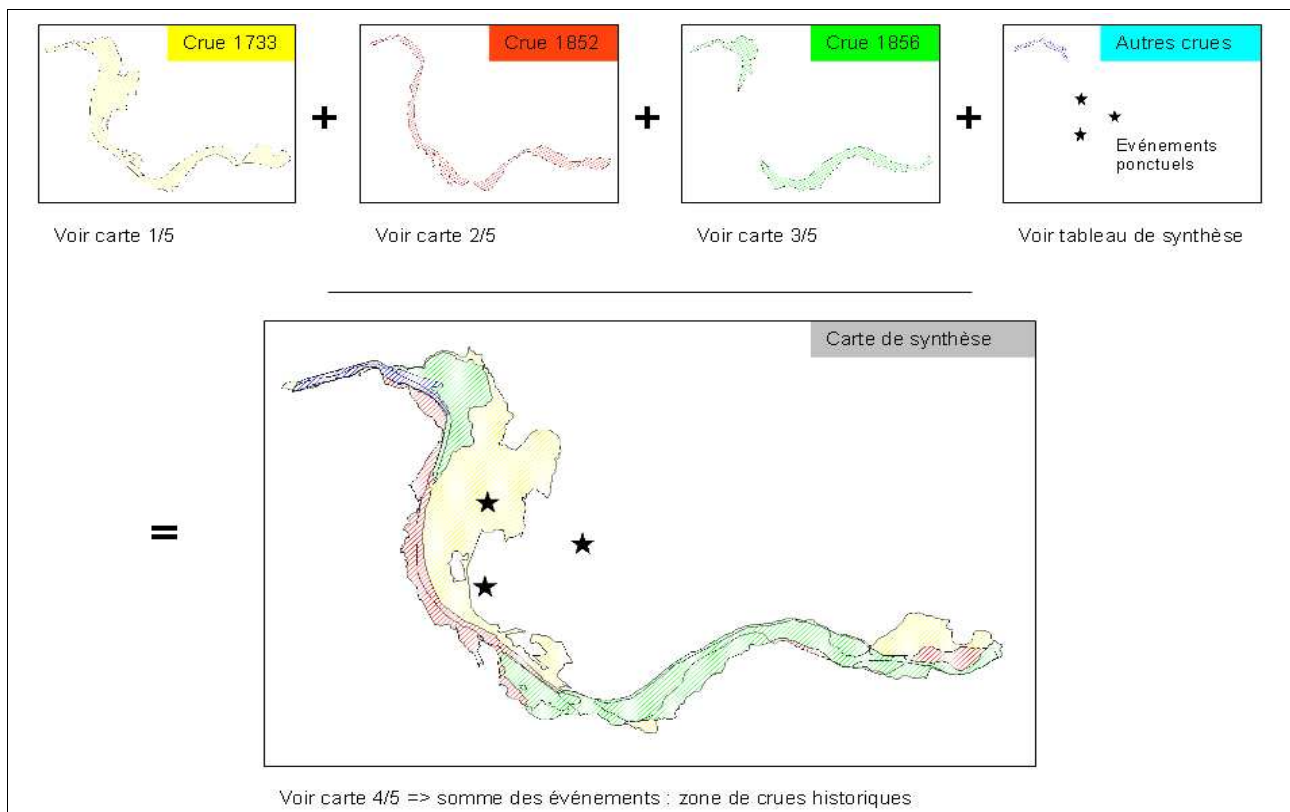 Crue 1733
Crue 1852
Crue 1856
Autres crues
+
+
+
Evénements
ponctuels
Voir carte 1/5
Voir carte 2/5
Voir carte 3/5
Voir tableau de synthèse
Carte de synthèse
=
Voir carte 4/5 => somme des événements : zone de crues historiques